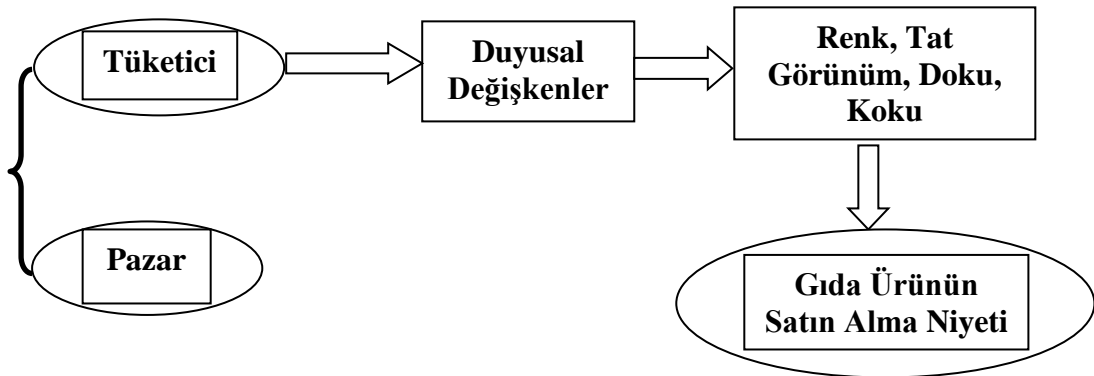 Tüketici
Duyusal
Değişkenler
Renk, Tat
Görünüm, Doku,
Koku
Pazar
Gıda Ürünün
Satın Alma Niyeti